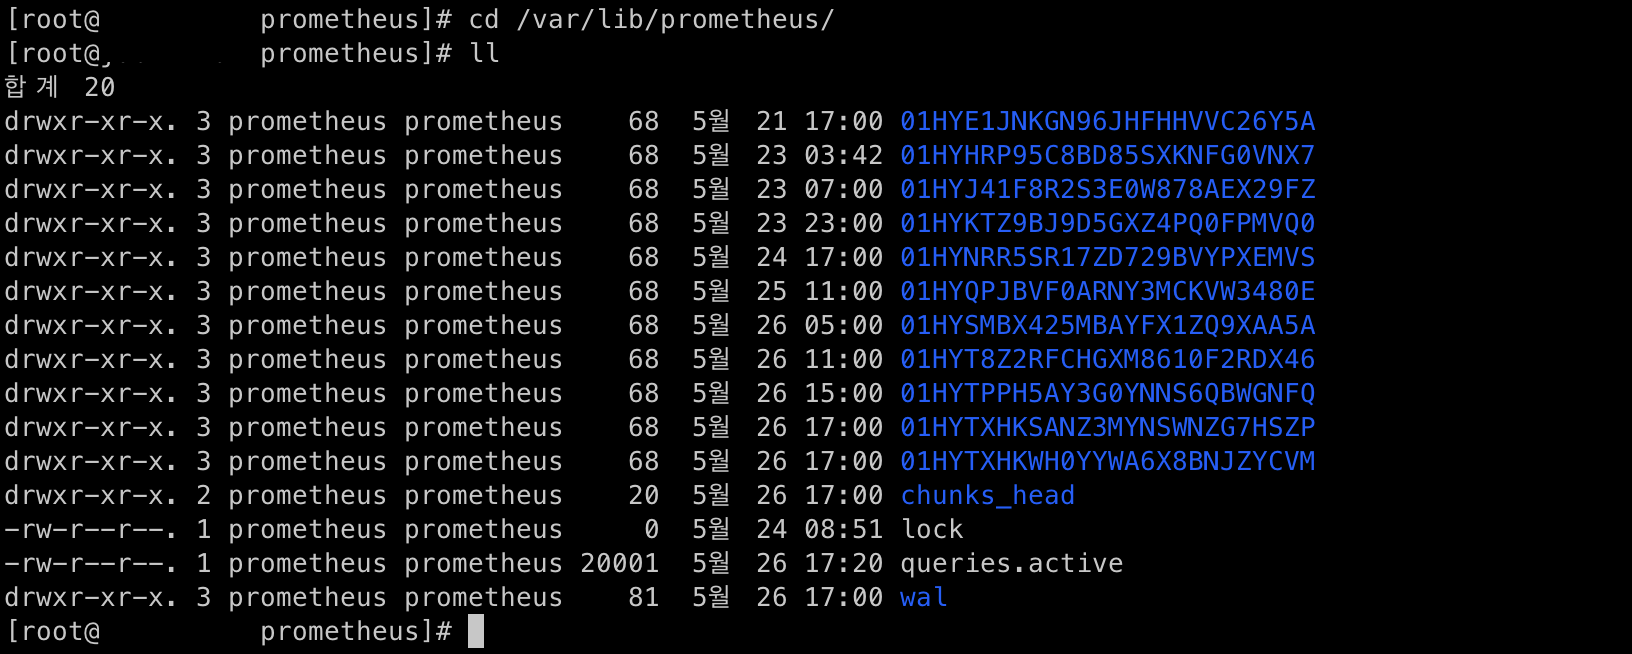 [root@ prometheus]# cd /var/lib/prometheus/
[root@ prometheus]# ll
합계 20
drwxr-xr-x. 3 prometheus prometheus 68 5월 21 17:00 01HYE1JNKGN96JHFHHVVC26Y5A
drwxr-xr-x. 3 prometheus prometheus 68 5월 23 03:42 01HYHRP95C8BD85SXKNFG0VNX7
drwxr-xr-x. 3 prometheus prometheus 68 5월 23 07:00 01HYJ41F8R2S3E0W878AEX29FZ
drwxr-xr-x. 3 prometheus prometheus 68 5월 23 23:00 01HYKTZ9BJ9D5GXZ4PQ0FPMVQ0
drwxr-xr-x. 3 prometheus prometheus 68 5월 24 17:00 01HYNRR5SR17ZD729BVYPXEMVS
drwxr-xr-x. 3 prometheus prometheus 68 5월 25 11:00 01HYQPJBVF0ARNY3MCKVW3480E
drwxr-xr-x. 3 prometheus prometheus 68 5월 26 05:00 01HYSMBX425MBAYFX1ZQ9XAA5A
drwxr-xr-x. 3 prometheus prometheus 68 5월 26 11:00 01HYT8Z2RFCHGXM8610F2RDX46
drwxr-xr-x. 3 prometheus prometheus 68 5월 26 15:00 01HYTPPH5AY3G0YNNS6QBWGNFQ
drwxr-xr-x. 3 prometheus prometheus 68 5월 26 17:00 01HYTXHKSANZ3MYNSWNZG7HSZP
drwxr-xr-x. 3 prometheus prometheus 68 5월 26 17:00 01HYTXHKWH0YYWA6X8BNJZYCVM
drwxr-xr-x. 2 prometheus prometheus 20 5월 26 17:00 chunks_head
-rw-r--r--. 1 prometheus prometheus 0 5월 24 08:51 lock
-rw-r--r--. 1 prometheus prometheus 20001 5월 26 17:20 queries.active
drwxr-xr-x. 3 prometheus prometheus 81 5월 26 17:00 wal
[root@ prometheus]#